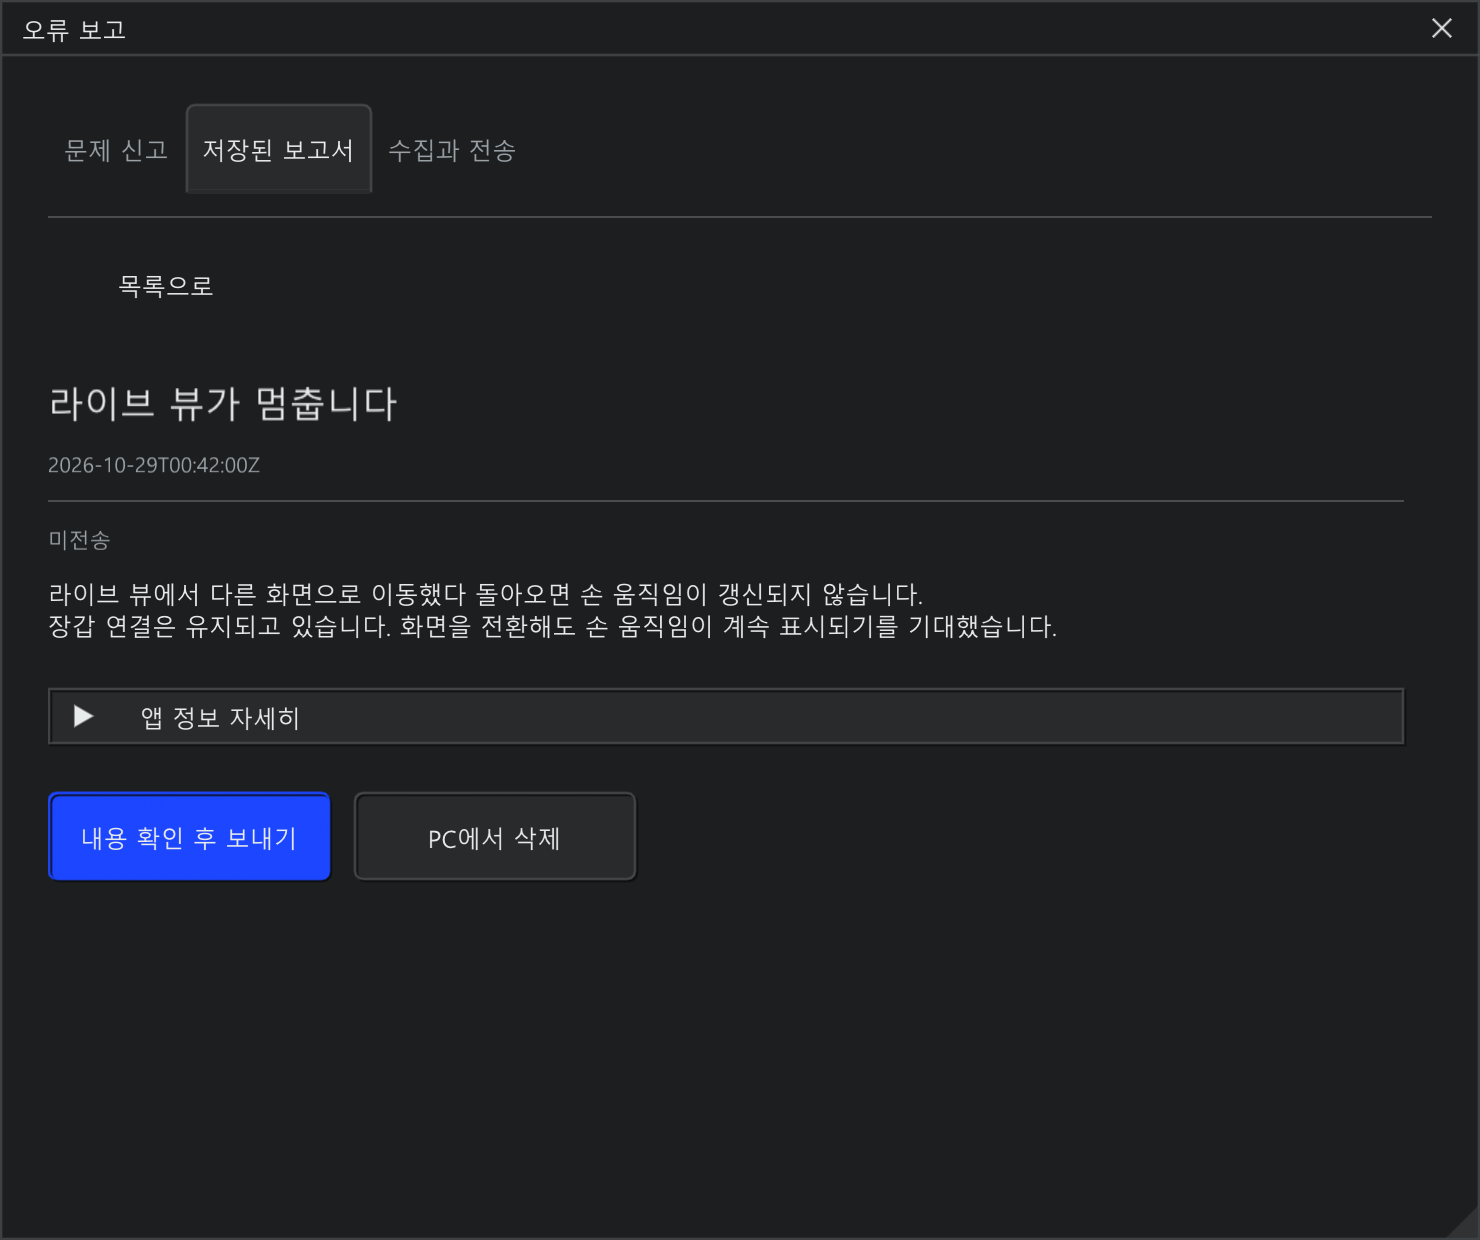 오류 보고
문제 신고
저장된 보고서
수집과 전송
목록으로
라이브 뷰가 멈춥니다
2026-10-29T00:42:00Z
미전송
라이브 뷰에서 다른 화면으로 이동했다 돌아오면 손 움직임이 갱신되지 않습니다.
장갑 연결은 유지되고 있습니다. 화면을 전환해도 손 움직임이 계속 표시되기를 기대했습니다.
앱 정보 자세히
내용 확인 후 보내기
PC에서 삭제